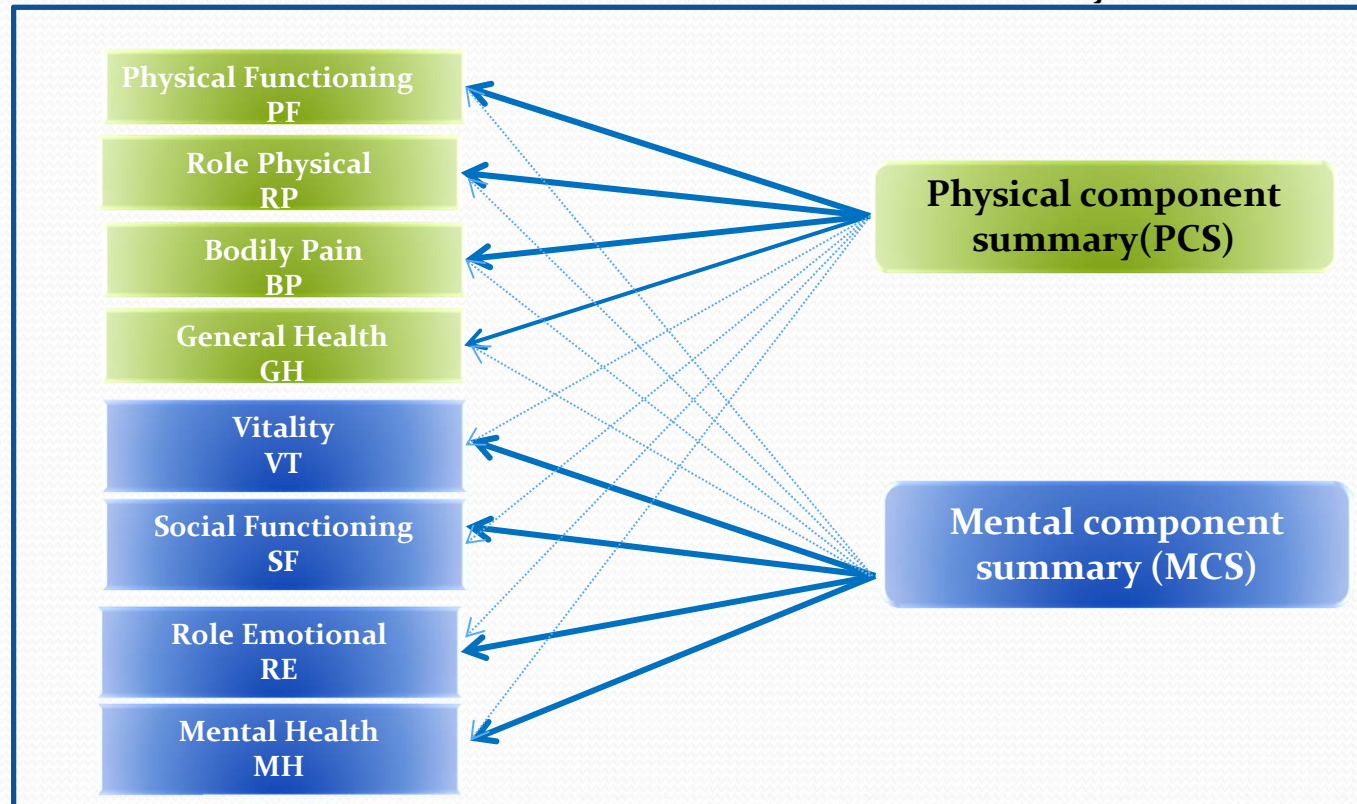 Physical Functioning
PF
Role Physical
RP
Bodily Pain
BP
General Health
GH
Vitality
VT
Social Functioning
SF
Role Emotional
RE
Mental Health
MH
Physical component
summary(PCS)
Mental component
summary (MCS)